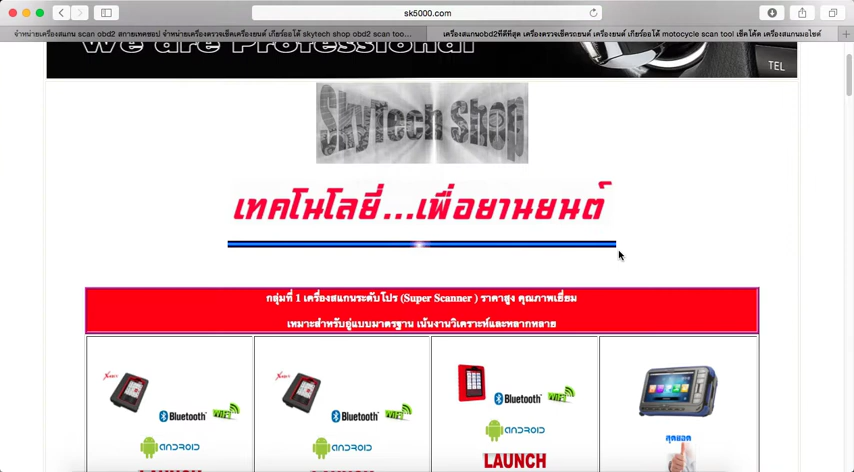 sk5000.com
จำหน่ายเครื่องสแกน scan obd2 สกายเทคชอป จำหน่ายเครื่องตรวจเช็คเครื่องยนต์ เกียร์ออโต้ skytech shop obd2 scan too...
เครื่องสแกนobd2ที่ดีที่สุด เครื่องตรวจเช็ครถยนต์ เครื่องยนต์ เกียร์ออโต้ motocycle scan tool เช็คโค้ด เครื่องสแกนมอไซต์
We are Professional
TEL
SkyTech Shop
เทคโนโลยี่...เพื่อยานยนต์
กลุ่มที่ 1 เครื่องสแกนระดับโปร (Super Scanner ) ราคาสูง คุณภาพเยี่ยม
เหมาะสำหรับอู่แบบมาตรฐาน เน้นงานวิเคราะห์และหลากหลาย
Bluetooth WiFi
ANDROID
LAUNCH
Bluetooth WiFi
ANDROID
LAUNCH
Bluetooth WiFi
ANDROID
LAUNCH
สุดยอด